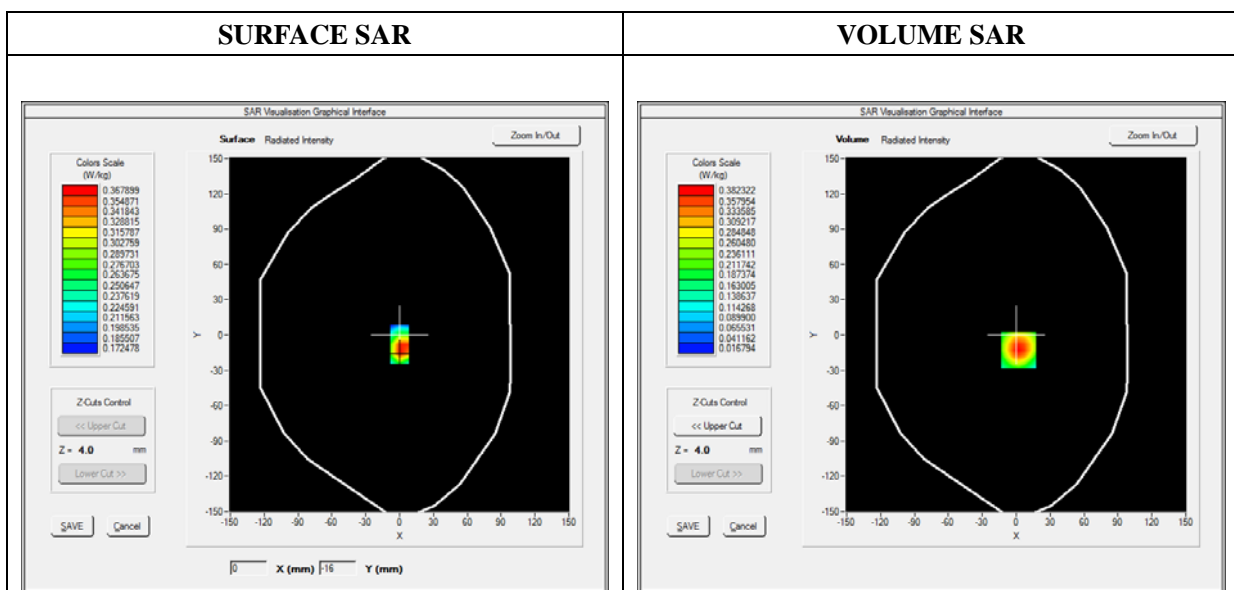 SURFACE SAR
VOLUME SAR
SAR Visualisation Graphical Interface
Surface Radiated Intensity
Zoom In/Out
Colors Scale
(W/kg)
0.367899
0.354871
0.341843
0.328815
0.315787
0.302759
0.289731
0.276703
0.263675
0.250647
0.237619
0.224591
0.211563
0.198535
0.185507
0.172478
Z-Cuts Control
<< Upper Cut
Z = 4.0 mm
Lower Cut >>
SAVE Cancel
150
120
90
60
30
Y 0
-30
-60
-90
-120
-150
-150 -120 -90 -60 -30 0 30 60 90 120 150
X
0 X (mm) -16 Y (mm)
SAR Visualisation Graphical Interface
Volume Radiated Intensity
Zoom In/Out
Colors Scale
(W/kg)
0.382322
0.357954
0.333585
0.309217
0.284848
0.260480
0.236111
0.211742
0.187374
0.163005
0.138637
0.114268
0.089900
0.065531
0.041162
0.016794
Z-Cuts Control
<< Upper Cut
Z = 4.0 mm
Lower Cut >>
SAVE Cancel
150
120
90
60
30
Y 0
-30
-60
-90
-120
-150
-150 -120 -90 -60 -30 0 30 60 90 120 150
X